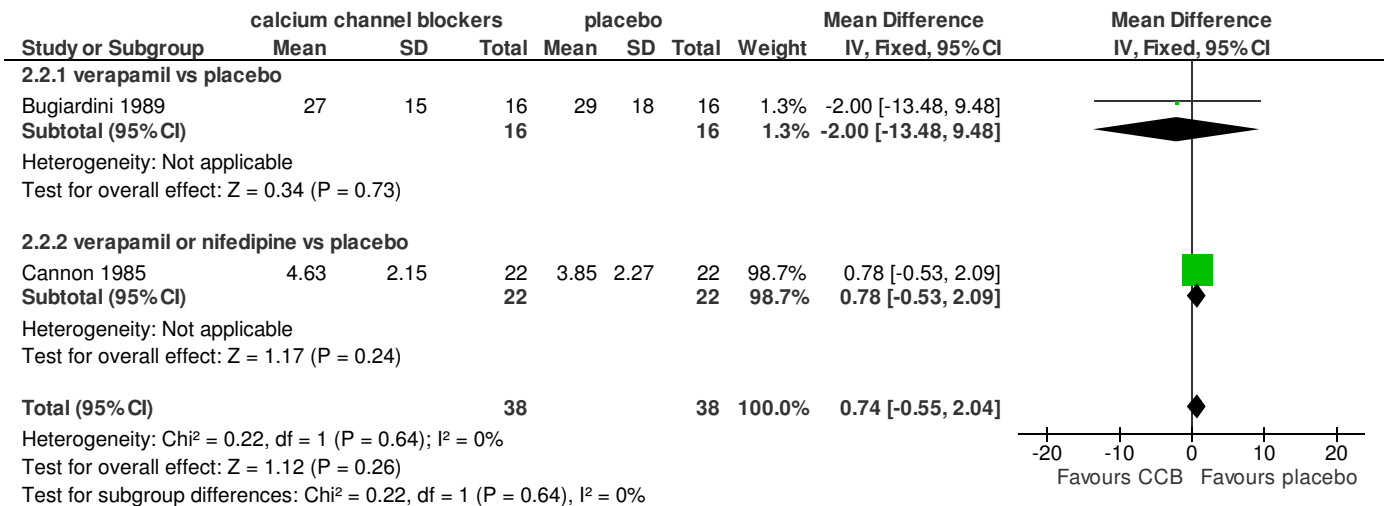 calcium channel blockers placebo Mean Difference Mean Difference
Study or Subgroup Mean SD Total Mean SD Total Weight IV, Fixed, 95% CI IV, Fixed, 95% CI
2.2.1 verapamil vs placebo
Bugiardini 1989 27 15 16 29 18 16 1.3% -2.00 [-13.48, 9.48]
Subtotal (95% CI) 16 16 1.3% -2.00 [-13.48, 9.48]
Heterogeneity: Not applicable
Test for overall effect: Z = 0.34 (P = 0.73)
2.2.2 verapamil or nifedipine vs placebo
Cannon 1985 4.63 2.15 22 3.85 2.27 22 98.7% 0.78 [-0.53, 2.09]
Subtotal (95% CI) 22 22 98.7% 0.78 [-0.53, 2.09]
Heterogeneity: Not applicable
Test for overall effect: Z = 1.17 (P = 0.24)
Total (95% CI) 38 38 100.0% 0.74 [-0.55, 2.04]
Heterogeneity: Chi² = 0.22, df = 1 (P = 0.64); I² = 0%
Test for overall effect: Z = 1.12 (P = 0.26)
Test for subgroup differences: Chi² = 0.22, df = 1 (P = 0.64), I² = 0%
-20 -10 0 10 20
Favours CCB Favours placebo